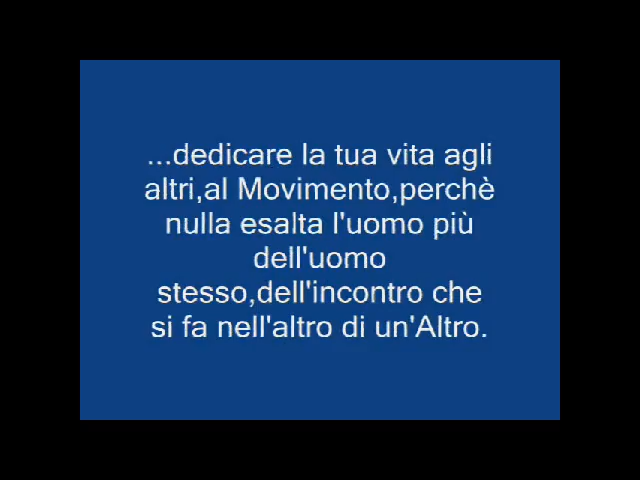 ...dedicare la tua vita agli
altri,al Movimento,perchè
nulla esalta l'uomo più
dell'uomo
stesso,dell'incontro che
si fa nell'altro di un'Altro.